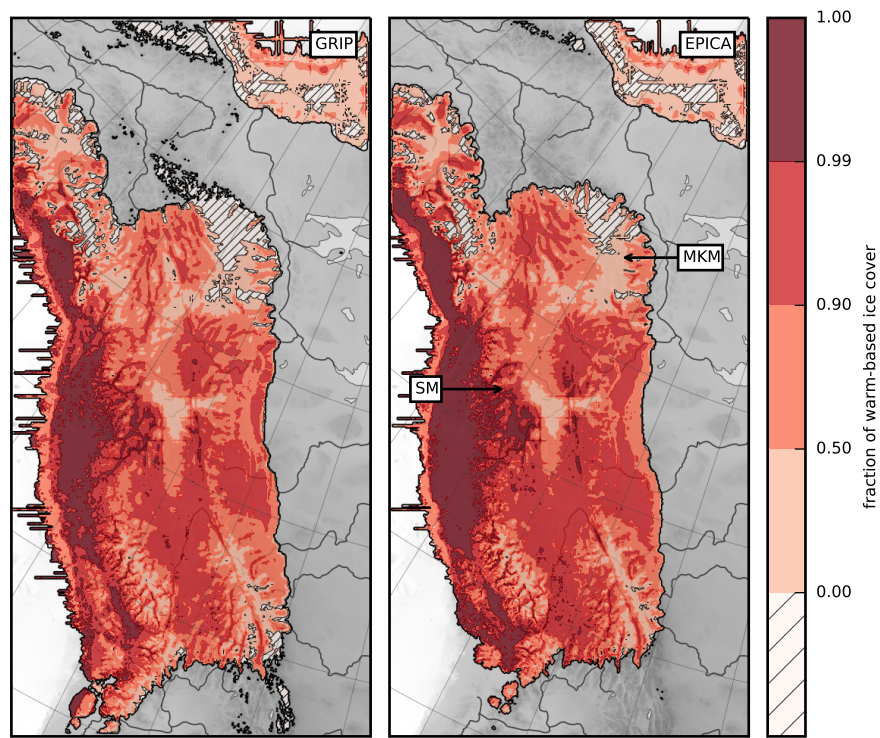 GRIP
EPICA
MKM
SM
1.00
0.99
0.90
0.50
0.00
fraction of warm-based ice cover